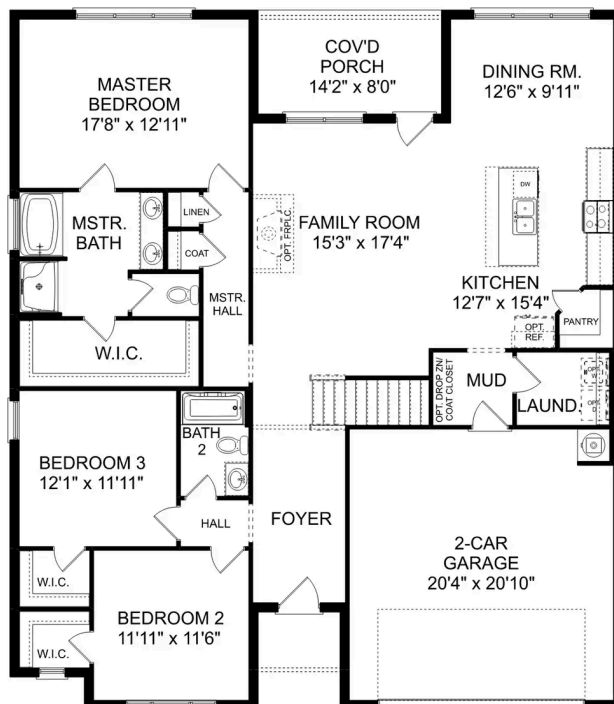 MASTER
BEDROOM
17'8" x 12'11"
COV'D
PORCH
14'2" x 8'0"
DINING RM.
12'6" x 9'11"
LINEN
COAT
MSTR.
BATH
MSTR.
HALL
W.I.C.
OPT. FRPLC.
FAMILY ROOM
15'3" x 17'4"
DW
KITCHEN
12'7" x 15'4"
OPT.
REF.
PANTRY
OPT. DROP ZN/
COAT CLOSET
MUD
LAUND.
OPT.
W
OPT.
D
BEDROOM 3
12'1" x 11'11"
BATH
2
HALL
FOYER
W.I.C.
W.I.C.
BEDROOM 2
11'11" x 11'6"
2-CAR
GARAGE
20'4" x 20'10"